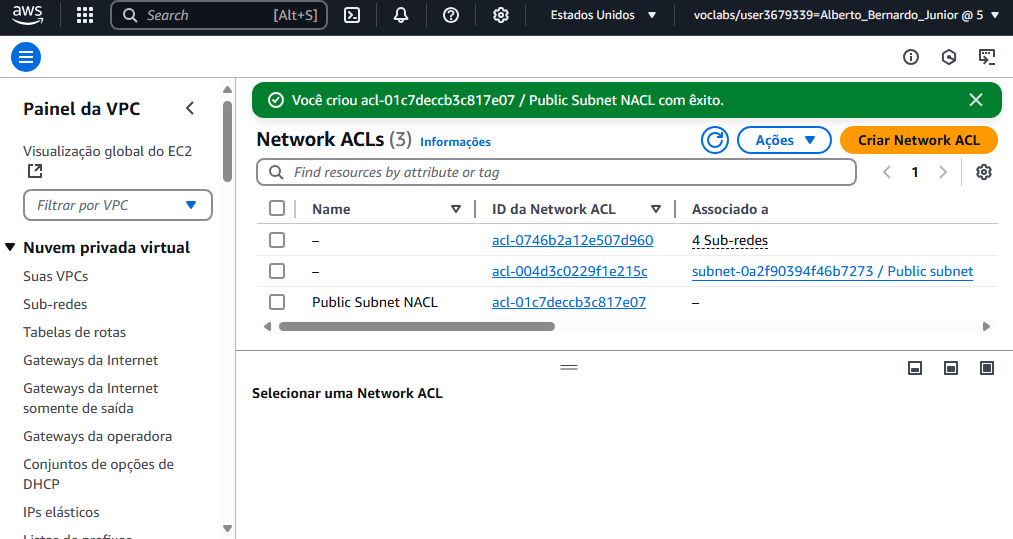 aws
Search [Alt+S]
Estados Unidos
voclabs/user3679339=Alberto_Bernardo_Junior @ 5
Painel da VPC
Visualização global do EC2
Filtrar por VPC
Nuvem privada virtual
Suas VPCs
Sub-redes
Tabelas de rotas
Gateways da Internet
Gateways da Internet
somente de saída
Gateways da operadora
Conjuntos de opções de
DHCP
IPs elásticos
Listas de prefixos
Você criou acl-01c7deccb3c817e07 / Public Subnet NACL com êxito.
Network ACLs (3) Informações
Ações
Criar Network ACL
Find resources by attribute or tag
1
Name ID da Network ACL Associado a
– acl-0746b2a12e507d960 4 Sub-redes
– acl-004d3c0229f1e215c subnet-0a2f90394f46b7273 / Public subnet
Public Subnet NACL acl-01c7deccb3c817e07 –
Selecionar uma Network ACL